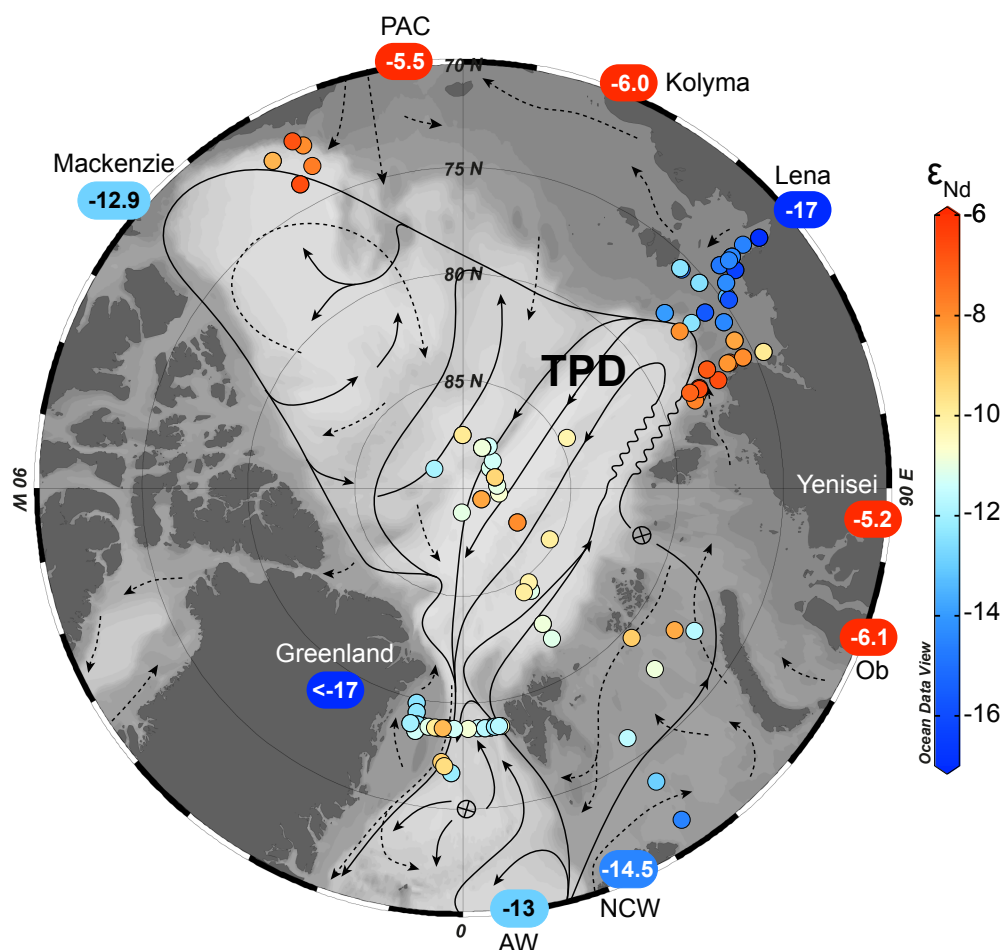 PAC
-5.5
70 N
-6.0
Kolyma
Mackenzie
-12.9
75 N
Lena
-17
εNd
-6
80 N
-8
TPD
85 N
-10
90 W
Yenisei
90 E
-5.2
-12
-6.1
Ob
-14
Greenland
<-17
-16
Ocean Data View
-14.5
NCW
-13
AW
0